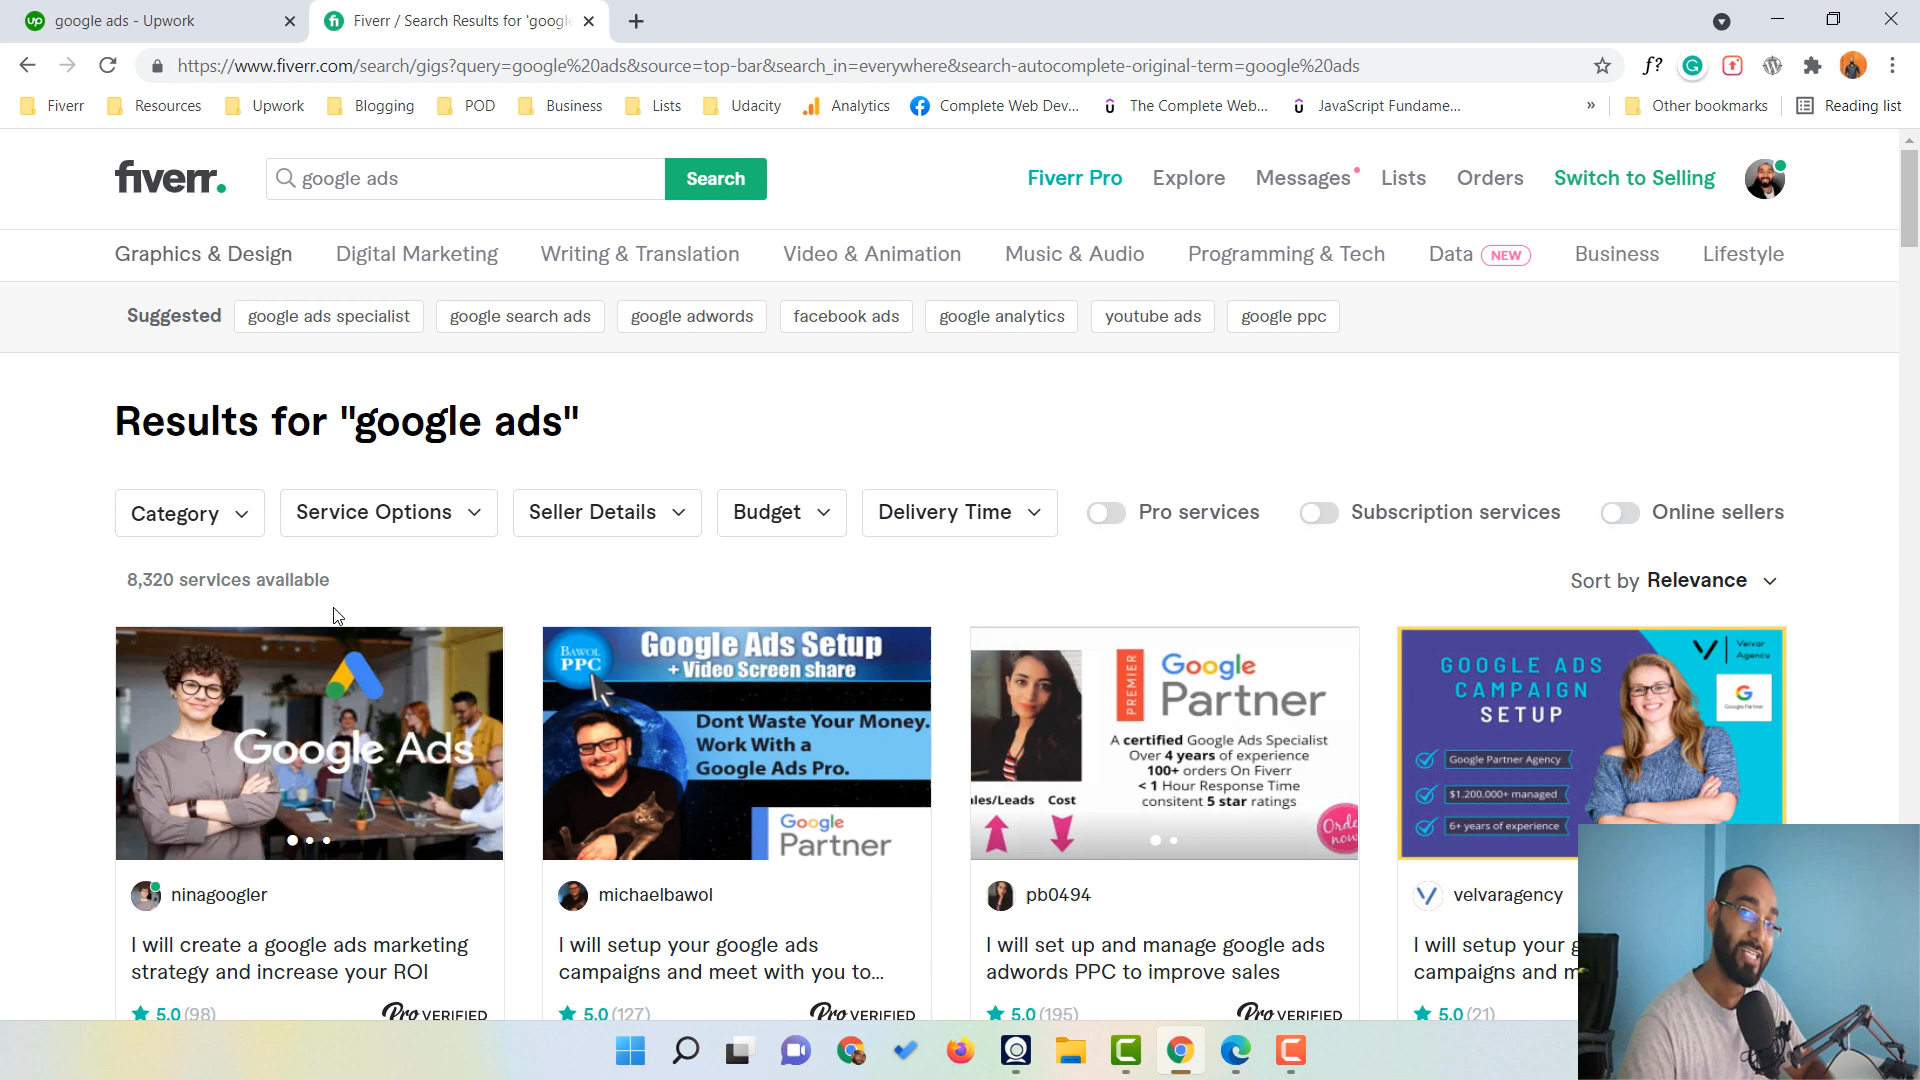 google ads - Upwork
Fiverr / Search Results for 'google
https://www.fiverr.com/search/gigs?query=google%20ads&source=top-bar&search_in=everywhere&search-autocomplete-original-term=google%20ads
Fiverr Resources Upwork Blogging POD Business Lists Udacity Analytics Complete Web Dev... The Complete Web... JavaScript Fundame... » Other bookmarks Reading list
fiverr.
google ads
Search
Fiverr Pro Explore Messages Lists Orders Switch to Selling
Graphics & Design Digital Marketing Writing & Translation Video & Animation Music & Audio Programming & Tech Data NEW Business Lifestyle
Suggested google ads specialist google search ads google adwords facebook ads google analytics youtube ads google ppc
Results for "google ads"
Category Service Options Seller Details Budget Delivery Time Pro services Subscription services Online sellers
8,320 services available
Sort by Relevance
Google Ads
ninagoogler
I will create a google ads marketing
strategy and increase your ROI
5.0 (98)
Pro VERIFIED
BAWOL
PPC
Google Ads Setup
+ Video Screen share
Dont Waste Your Money.
Work With a
Google Ads Pro.
Google
Partner
michaelbawol
I will setup your google ads
campaigns and meet with you to...
5.0 (127)
Pro VERIFIED
PREMIER
Google
Partner
A certified Google Ads Specialist
Over 4 years of experience
100+ orders On Fiverr
< 1 Hour Response Time
consitent 5 star ratings
les/Leads Cost
Orde
now
pb0494
I will set up and manage google ads
adwords PPC to improve sales
5.0 (195)
Pro VERIFIED
Velvar
Agency
GOOGLE ADS
CAMPAIGN
SETUP
Google Partner
Google Partner Agency
$1.200.000+ managed
6+ years of experience
velvaragency
I will setup your g
campaigns and m
5.0 (21)